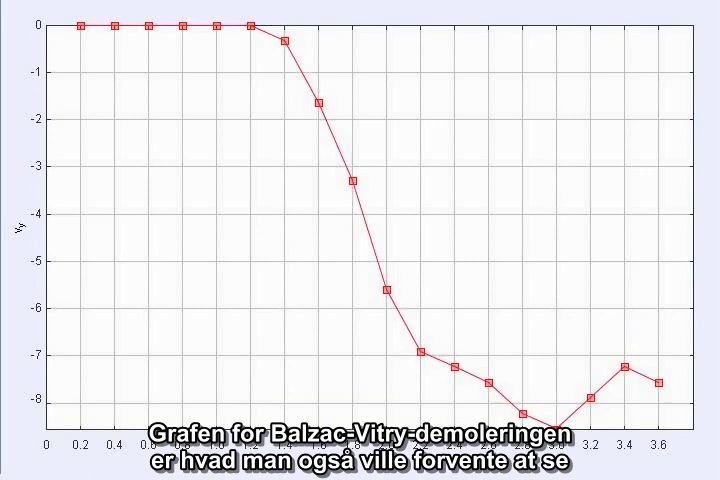 0
-1
-2
-3
-4
-5
-6
-7
-8
vy
0 0.2 0.4 0.6 0.8 1.0 1.2 1.4 1.6 1.8 2.0 2.2 2.4 2.6 2.8 3.0 3.2 3.4 3.6
Grafen for Balzac-Vitry-demoleringen
er hvad man også ville forvente at se